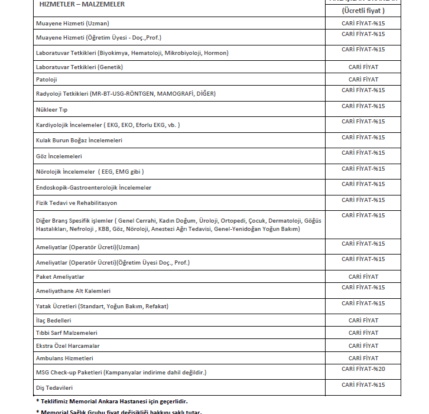 HİZMETLER – MALZEMELER
(Ücretli fiyat )
Muayene Hizmeti (Uzman) CARİ FİYAT-%15
Muayene Hizmeti (Öğretim Üyesi - Doç.,Prof.) CARİ FİYAT-%15
Laboratuvar Tetkikleri (Biyokimya, Hematoloji, Mikrobiyoloji, Hormon) CARİ FİYAT-%15
Laboratuvar Tetkikleri (Genetik) CARİ FİYAT
Patoloji CARİ FİYAT
Radyoloji Tetkikleri (MR-BT-USG-RÖNTGEN, MAMOGRAFİ, DİĞER) CARİ FİYAT-%15
Nükleer Tıp CARİ FİYAT-%15
Kardiyolojik İncelemeler ( EKG, EKO, Eforlu EKG, vb. ) CARİ FİYAT-%15
Kulak Burun Boğaz İncelemeleri CARİ FİYAT-%15
Göz İncelemeleri CARİ FİYAT-%15
Nörolojik İncelemeler ( EEG, EMG gibi ) CARİ FİYAT-%15
Endoskopik-Gastroenterolojik İncelemeler CARİ FİYAT-%15
Fizik Tedavi ve Rehabilitasyon CARİ FİYAT-%15
Diğer Branş Spesifik işlemler ( Genel Cerrahi, Kadın Doğum, Üroloji, Ortopedi, Çocuk, Dermatoloji, Göğüs CARİ FİYAT-%15
Hastalıkları, Nefroloji , KBB, Göz, Nöroloji, Anestezi Ağrı Tedavisi, Genel-Yenidoğan Yoğun Bakım)
Ameliyatlar (Operatör Ücreti)(Uzman) CARİ FİYAT-%15
Ameliyatlar (Operatör Ücreti)(Öğretim Üyesi Doç., Prof.) CARİ FİYAT-%15
Paket Ameliyatlar CARİ FİYAT
Ameliyathane Alt Kalemleri CARİ FİYAT-%15
Yatak Ücretleri (Standart, Yoğun Bakım, Refakat) CARİ FİYAT-%15
İlaç Bedelleri CARİ FİYAT
Tıbbi Sarf Malzemeleri CARİ FİYAT
Ekstra Özel Harcamalar CARİ FİYAT
Ambulans Hizmetleri CARİ FİYAT
MSG Check-up Paketleri (Kampanyalar indirime dahil değildir.) CARİ FİYAT-%20
Diş Tedavileri CARİ FİYAT-%15
* Teklifimiz Memorial Ankara Hastanesi için geçerlidir.
* Memorial Sağlık Grubu fiyat değişikliği hakkını saklı tutar.